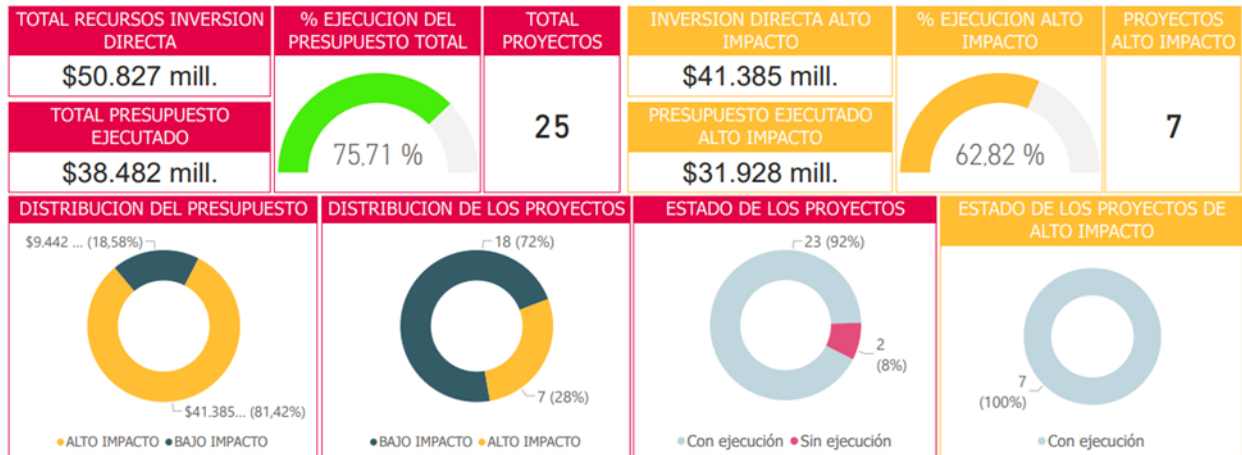 TOTAL RECURSOS INVERSION
DIRECTA
$50.827 mill.
TOTAL PRESUPUESTO
EJECUTADO
$38.482 mill.
% EJECUCION DEL
PRESUPUESTO TOTAL
75,71 %
TOTAL
PROYECTOS
25
INVERSION DIRECTA ALTO
IMPACTO
$41.385 mill.
PRESUPUESTO EJECUTADO
ALTO IMPACTO
$31.928 mill.
% EJECUCION ALTO
IMPACTO
62,82 %
PROYECTOS
ALTO IMPACTO
7
DISTRIBUCION DEL PRESUPUESTO
$9.442 ... (18,58%)
$41.385... (81,42%)
ALTO IMPACTO BAJO IMPACTO
DISTRIBUCION DE LOS PROYECTOS
18 (72%)
7 (28%)
BAJO IMPACTO ALTO IMPACTO
ESTADO DE LOS PROYECTOS
23 (92%)
2
(8%)
Con ejecución Sin ejecución
ESTADO DE LOS PROYECTOS DE
ALTO IMPACTO
7
(100%)
Con ejecución